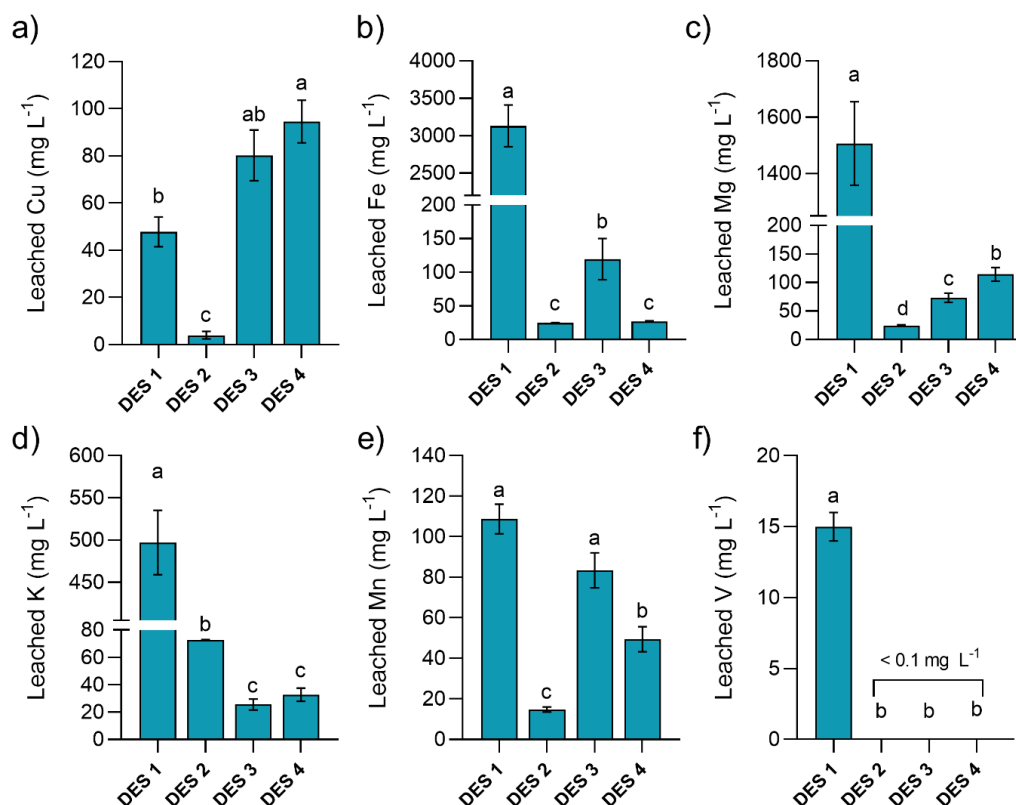 a)
Leached Cu (mg L⁻¹)
120
100
80
60
40
20
0
b
c
ab
a
DES 1
DES 2
DES 3
DES 4
b)
Leached Fe (mg L⁻¹)
4000
3500
3000
2500
200
150
100
50
0
a
c
b
c
DES 1
DES 2
DES 3
DES 4
c)
Leached Mg (mg L⁻¹)
1800
1600
1400
200
150
100
50
0
a
d
c
b
DES 1
DES 2
DES 3
DES 4
d)
Leached K (mg L⁻¹)
600
550
500
450
80
60
40
20
0
a
b
c
c
DES 1
DES 2
DES 3
DES 4
e)
Leached Mn (mg L⁻¹)
140
120
100
80
60
40
20
0
a
c
a
b
DES 1
DES 2
DES 3
DES 4
f)
Leached V (mg L⁻¹)
20
15
10
5
0
a
< 0.1 mg L⁻¹
b
b
b
DES 1
DES 2
DES 3
DES 4